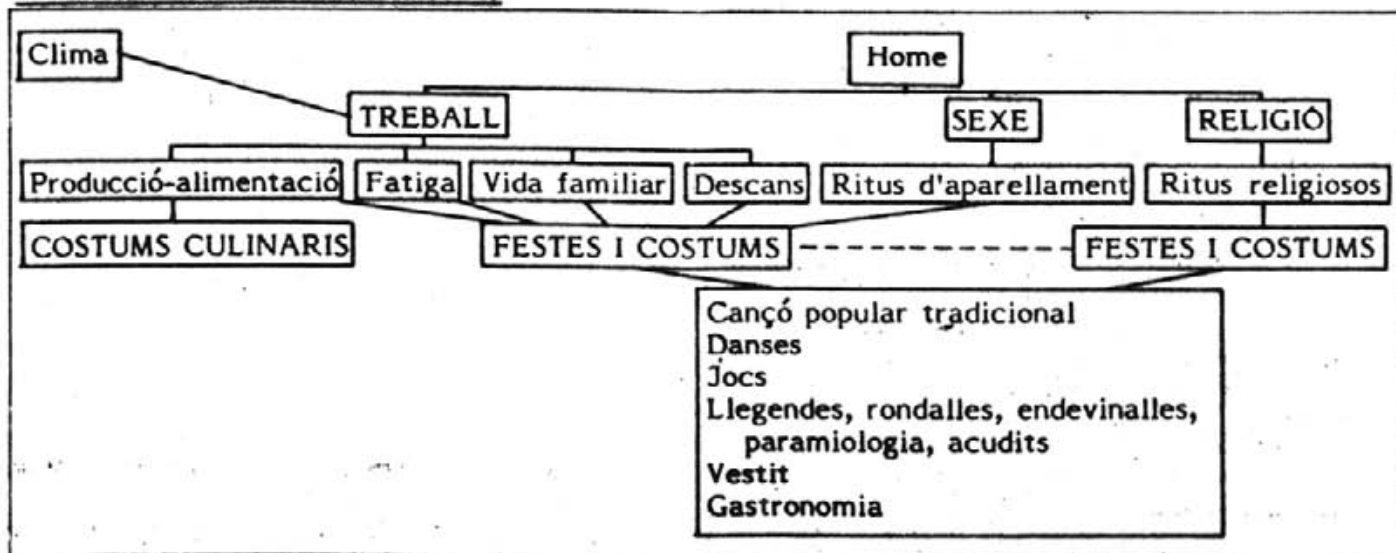 Clima
Home
TREBALL
SEXE
RELIGIÓ
Producció-alimentació
Fatiga
Vida familiar
Descans
Ritus d'aparellament
Ritus religiosos
COSTUMS CULINARIS
FESTES I COSTUMS
FESTES I COSTUMS
Cançó popular tradicional
Danses
Jocs
Llegendes, rondalles, endevinalles,
paramiologia, acudits
Vestit
Gastronomia